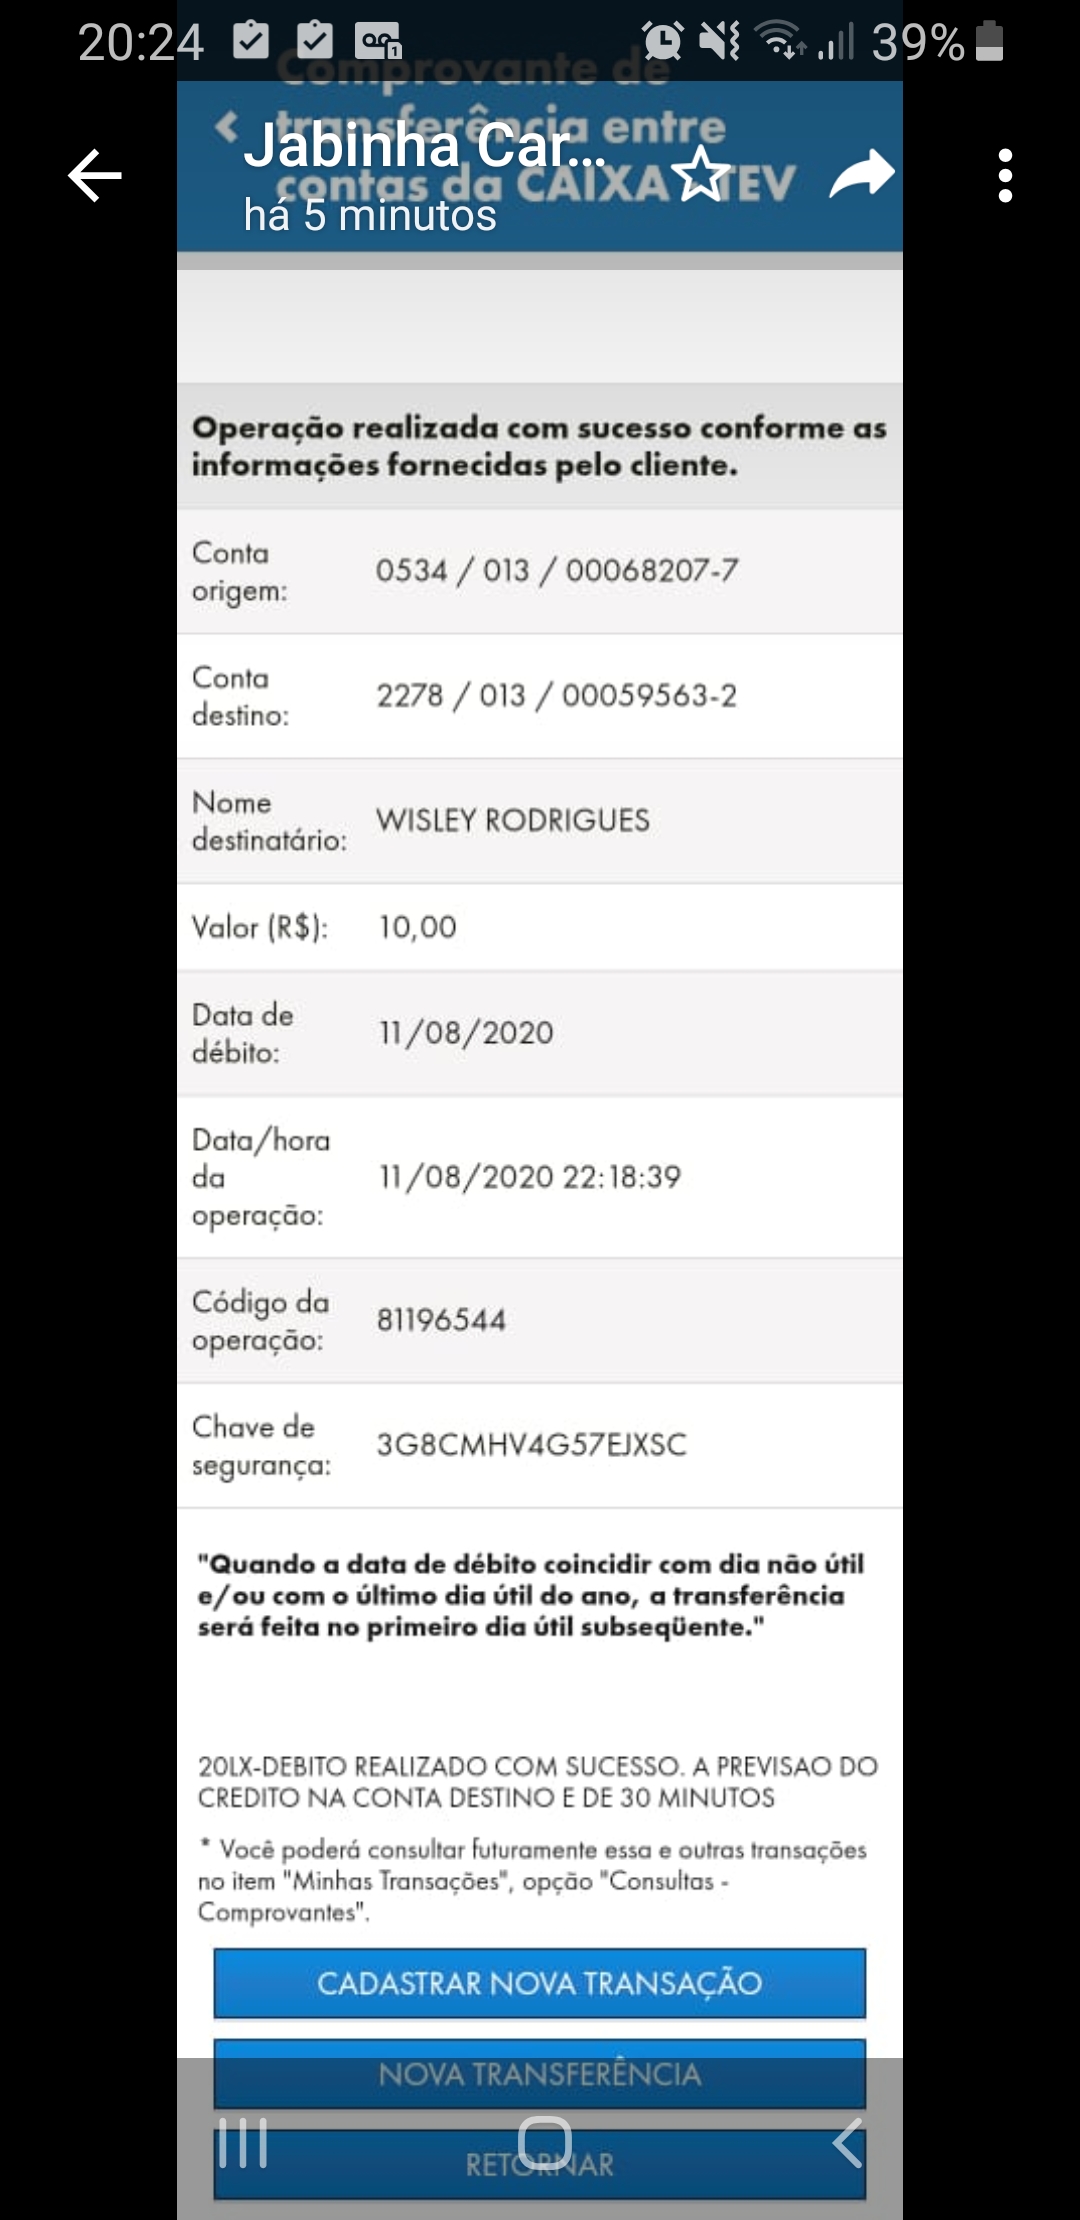 20:24
39%
Comprovante de
transferência entre
contas da CAIXA TEV
Jabinha Car...
há 5 minutos
Operação realizada com sucesso conforme as
informações fornecidas pelo cliente.
Conta
origem:
0534 / 013 / 00068207-7
Conta
destino:
2278 / 013 / 00059563-2
Nome
destinatário:
WISLEY RODRIGUES
Valor (R$):
10,00
Data de
débito:
11/08/2020
Data/hora
da
operação:
11/08/2020 22:18:39
Código da
operação:
81196544
Chave de
segurança:
3G8CMHV4G57EJXSC
"Quando a data de débito coincidir com dia não útil
e/ou com o último dia útil do ano, a transferência
será feita no primeiro dia útil subseqüente."
20LX-DEBITO REALIZADO COM SUCESSO. A PREVISAO DO
CREDITO NA CONTA DESTINO E DE 30 MINUTOS
* Você poderá consultar futuramente essa e outras transações
no item "Minhas Transações", opção "Consultas -
Comprovantes".
CADASTRAR NOVA TRANSAÇÃO
NOVA TRANSFERÊNCIA
RETORNAR